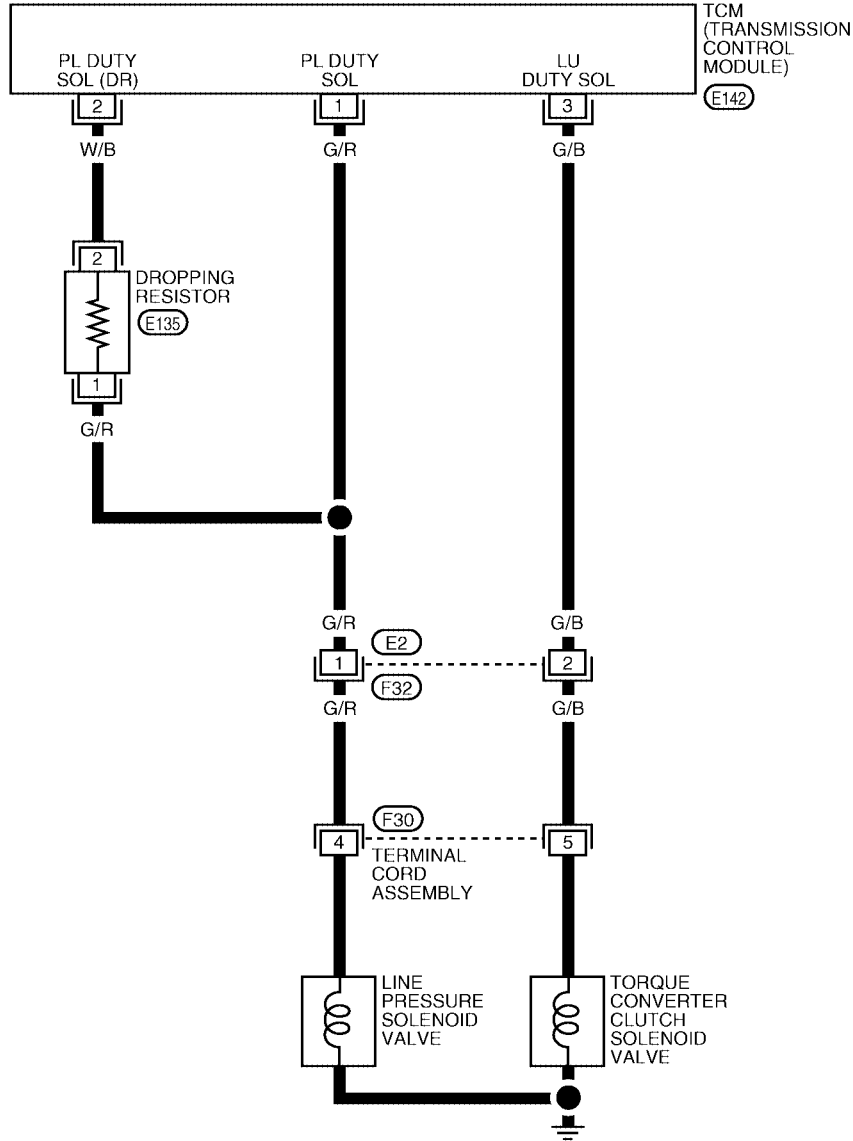 TCM
(TRANSMISSION
CONTROL
MODULE)
E142
PL DUTY
SOL (DR)
PL DUTY
SOL
LU
DUTY SOL
2
1
3
W/B
G/R
G/B
2
DROPPING
RESISTOR
E135
1
G/R
G/R
G/B
E2
1
2
F32
G/R
G/B
F30
4
5
TERMINAL
CORD
ASSEMBLY
LINE
PRESSURE
SOLENOID
VALVE
TORQUE
CONVERTER
CLUTCH
SOLENOID
VALVE